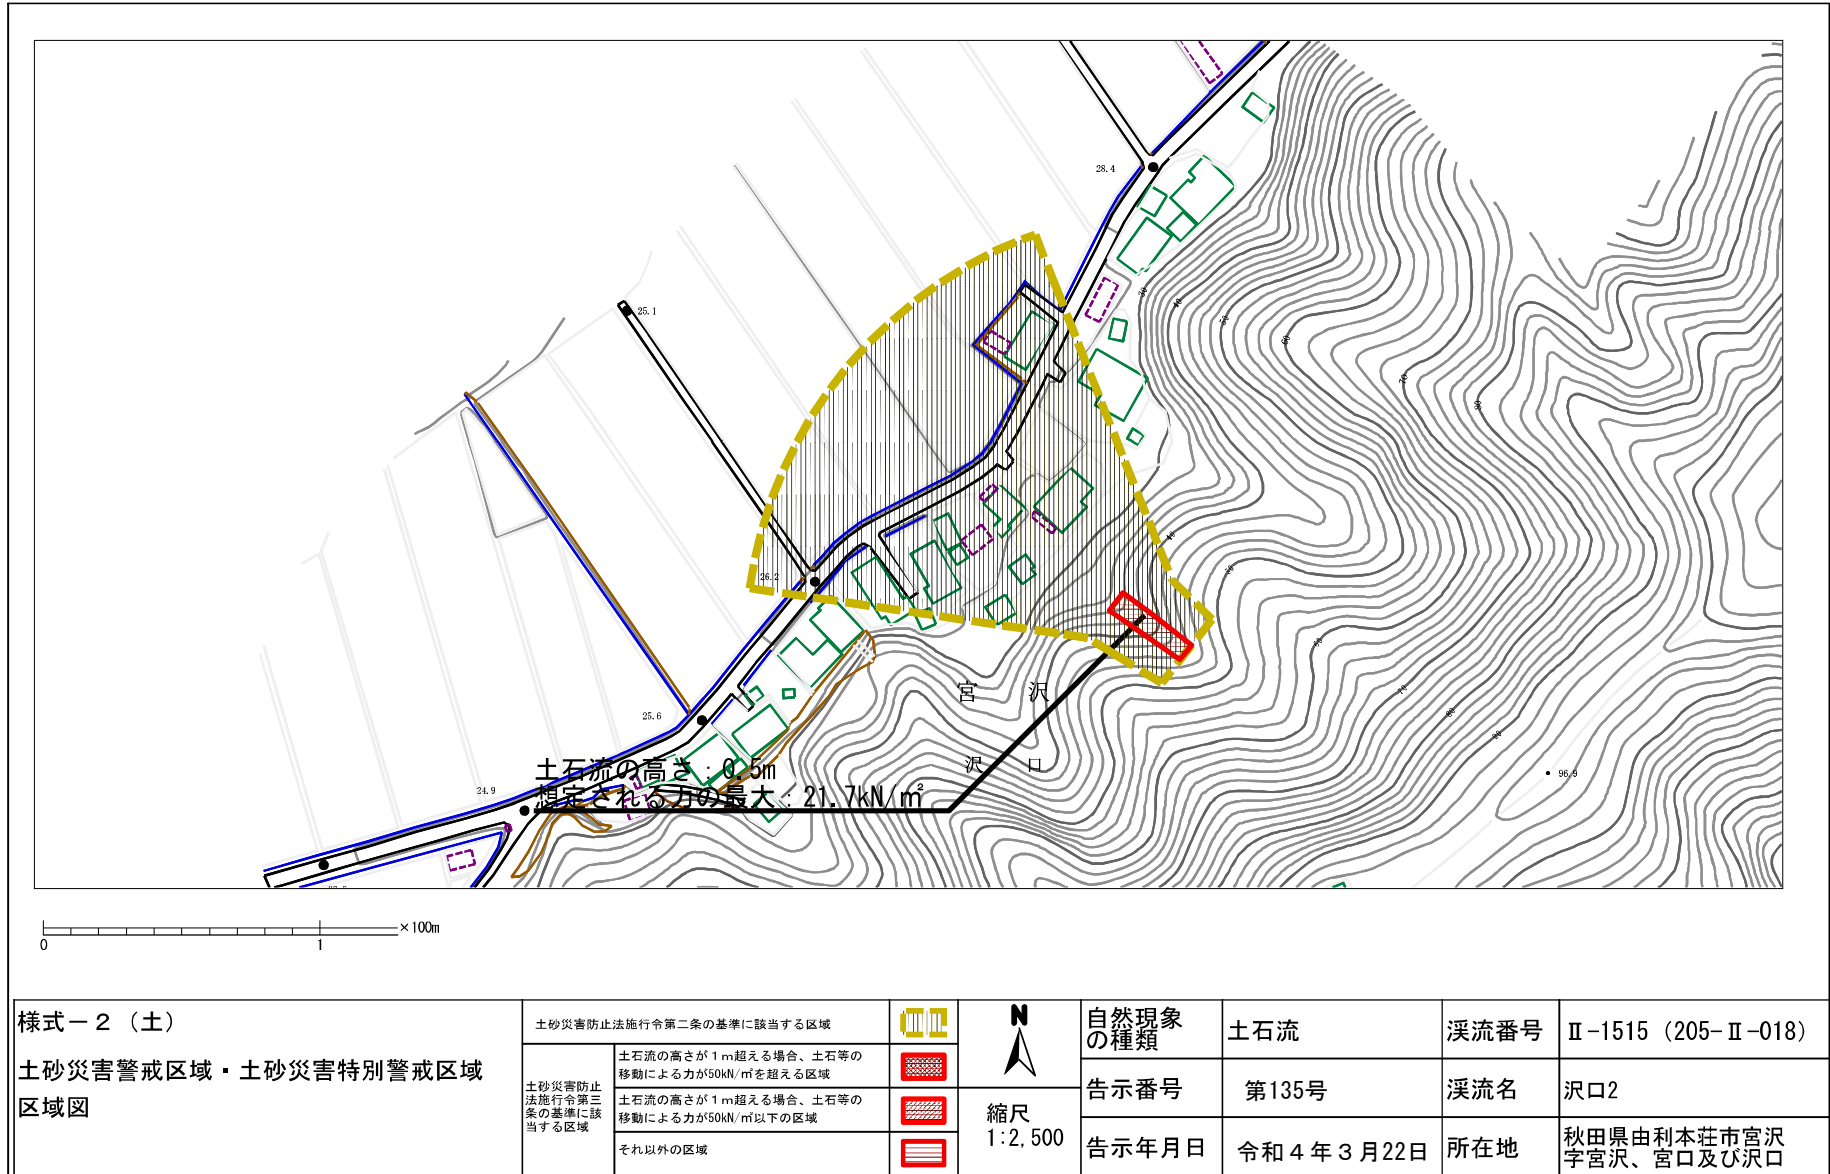 28.4
25.1
26.2
25.6
24.9
96.9
30
40
50
60
70
80
40
50
70
80
宮　沢
沢　口
土石流の高さ：0.5m
想定される力の最大：21.7kN/㎡
0　1　×100m
様式－２（土）
土砂災害警戒区域・土砂災害特別警戒区域
区域図
土砂災害防止法施行令第二条の基準に該当する区域
土砂災害防止
法施行令第三
条の基準に該
当する区域
土石流の高さが１ｍ超える場合、土石等の
移動による力が50kN/㎡を超える区域
土石流の高さが１ｍ超える場合、土石等の
移動による力が50kN/㎡以下の区域
それ以外の区域
N
縮尺
1:2,500
自然現象
の種類
土石流
渓流番号
Ⅱ-1515（205-Ⅱ-018）
告示番号
第135号
渓流名
沢口2
告示年月日
令和４年３月22日
所在地
秋田県由利本荘市宮沢
字宮沢、宮口及び沢口